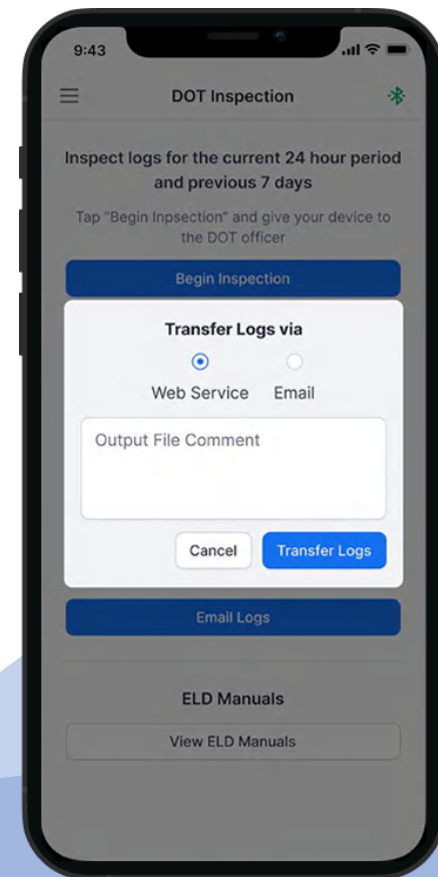 9:43
DOT Inspection
Inspect logs for the current 24 hour period
and previous 7 days
Tap "Begin Inpsection" and give your device to
the DOT officer
Begin Inspection
Transfer Logs via
Web Service Email
Output File Comment
Cancel Transfer Logs
Email Logs
ELD Manuals
View ELD Manuals